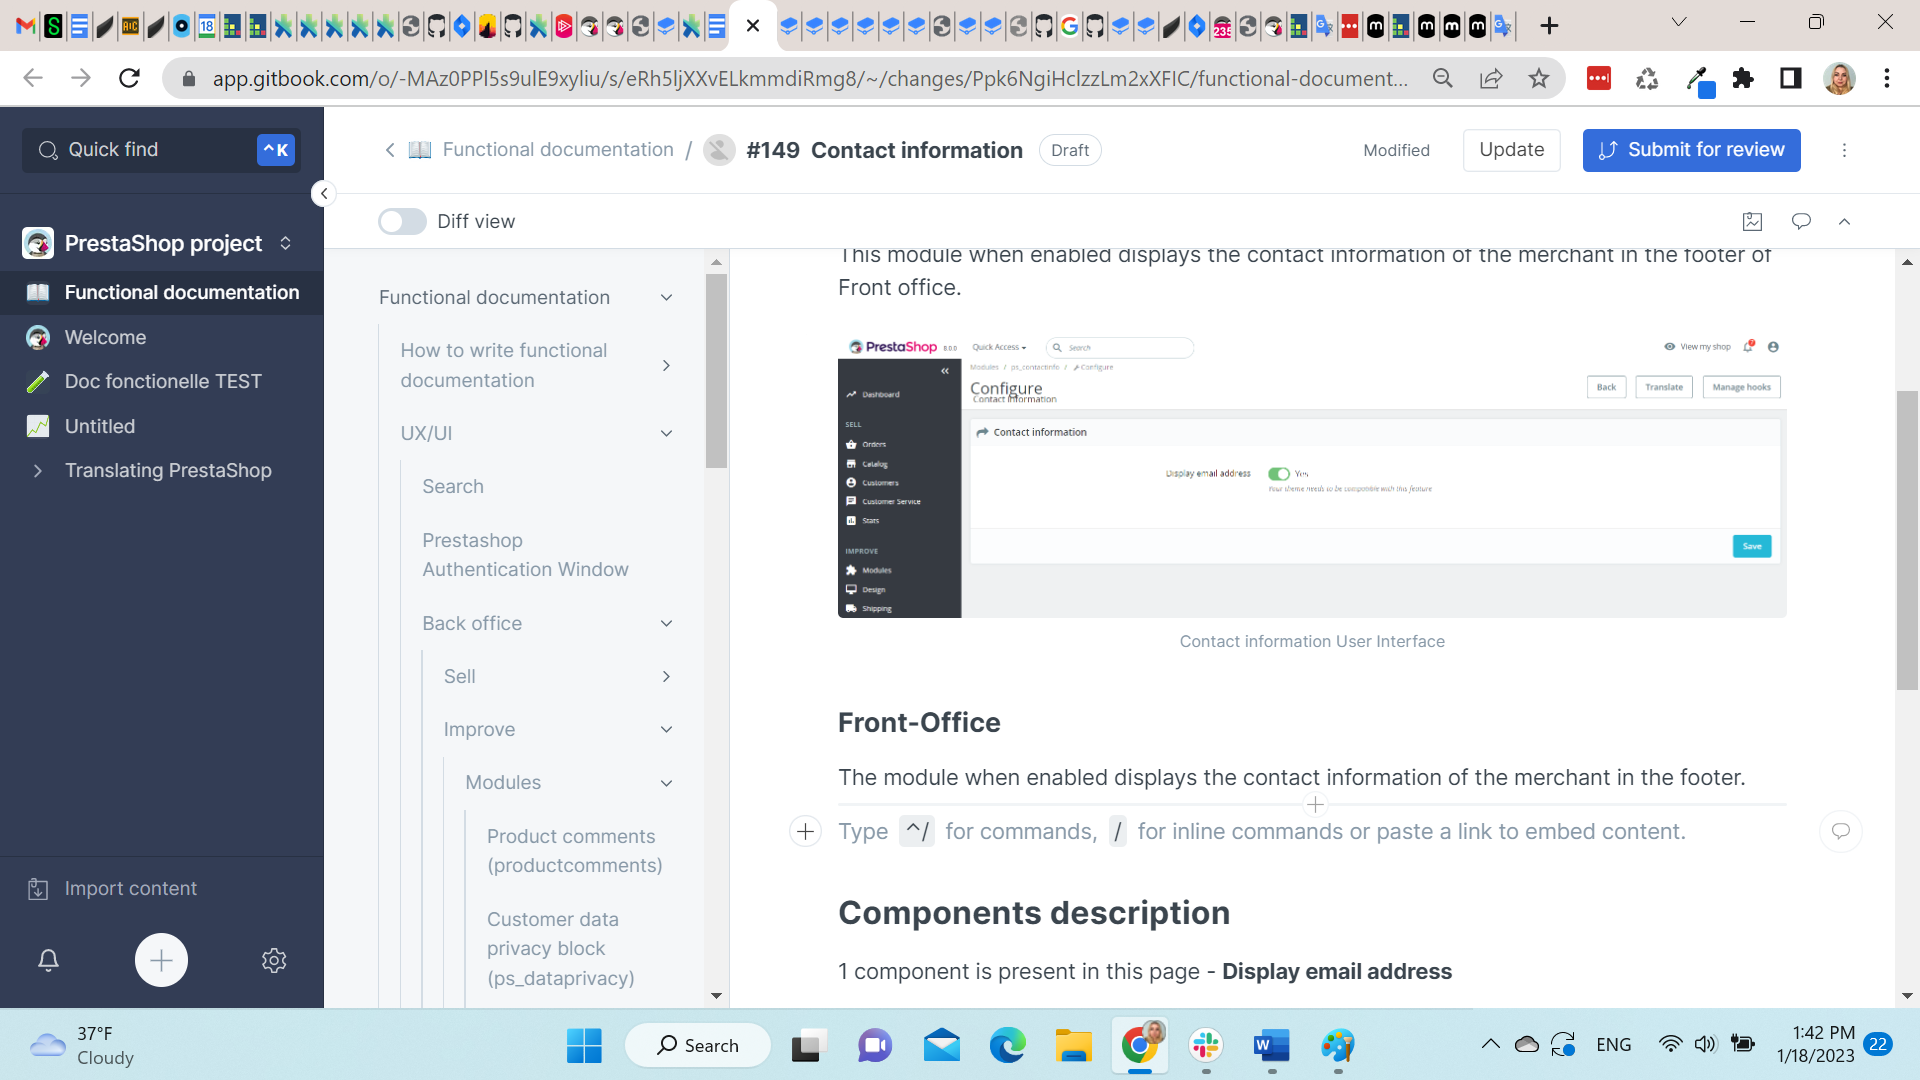 app.gitbook.com/o/-MAz0PPl5s9ulE9xyliu/s/eRh5ljXXvELkmmdiRmg8/~/changes/Ppk6NgiHclzzLm2xXFIC/functional-document...
Quick find
^K
Functional documentation / #149 Contact information
Draft
Modified
Update
Submit for review
Diff view
PrestaShop project
Functional documentation
Welcome
Doc fonctionelle TEST
Untitled
Translating PrestaShop
Import content
Functional documentation
How to write functional
documentation
UX/UI
Search
Prestashop
Authentication Window
Back office
Sell
Improve
Modules
Product comments
(productcomments)
Customer data
privacy block
(ps_dataprivacy)
This module when enabled displays the contact information of the merchant in the footer of
Front office.
PrestaShop 8.0.0
Quick Access
Search
View my shop
Modules / ps_contactinfo / Configure
Configure
Contact information
Back
Translate
Manage hooks
Dashboard
SELL
Orders
Catalog
Customers
Customer Service
Stats
IMPROVE
Modules
Design
Shipping
Contact information
Display email address
Yes
Your theme needs to be compatible with this feature
Save
Contact information User Interface
Front-Office
The module when enabled displays the contact information of the merchant in the footer.
Type ^/ for commands, / for inline commands or paste a link to embed content.
Components description
1 component is present in this page - Display email address
37°F
Cloudy
Search
ENG
1:42 PM
1/18/2023
22